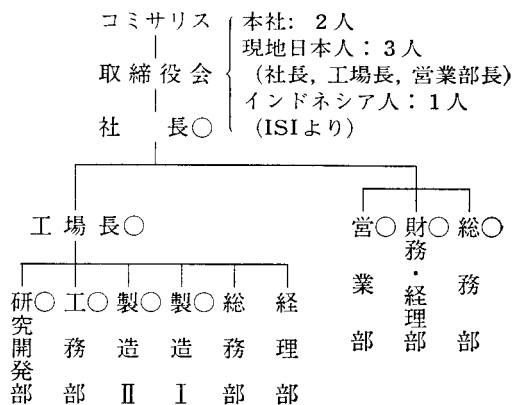 コミサリス
取締役会
社長○
本社: 2人
現地日本人: 3人
(社長, 工場長, 営業部長)
インドネシア人: 1人
(ISIより)
工場長○
営業部○
財務・経理部○
総務部○
研究開発部○
工務部○
製造Ⅱ○
製造Ⅰ○
総務部
経理部